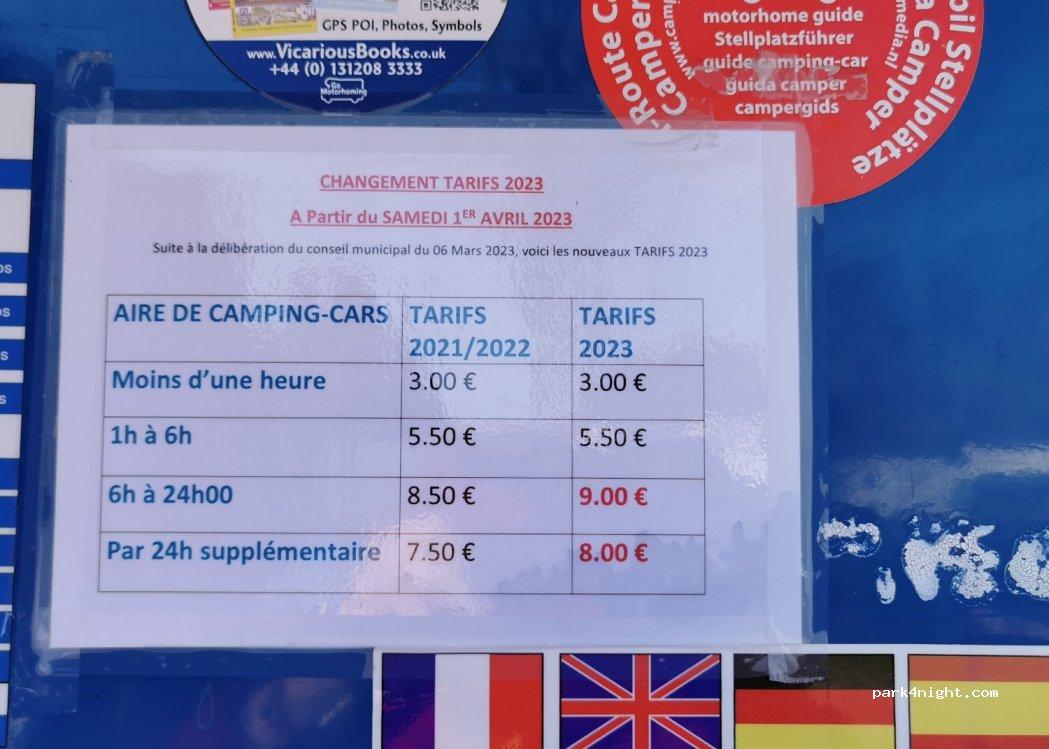 GPS POI, Photos, Symbols
www.VicariousBooks.co.uk
+44 (0) 131208 3333
Go
Motorhoming
motorhome guide
Stellplatzführer
guide camping-car
guida camper
campergids
CHANGEMENT TARIFS 2023
A Partir du SAMEDI 1ER AVRIL 2023
Suite à la délibération du conseil municipal du 06 Mars 2023, voici les nouveaux TARIFS 2023
AIRE DE CAMPING-CARS TARIFS 2021/2022 TARIFS 2023
Moins d'une heure 3.00 € 3.00 €
1h à 6h 5.50 € 5.50 €
6h à 24h00 8.50 € 9.00 €
Par 24h supplémentaire 7.50 € 8.00 €
park4night.com